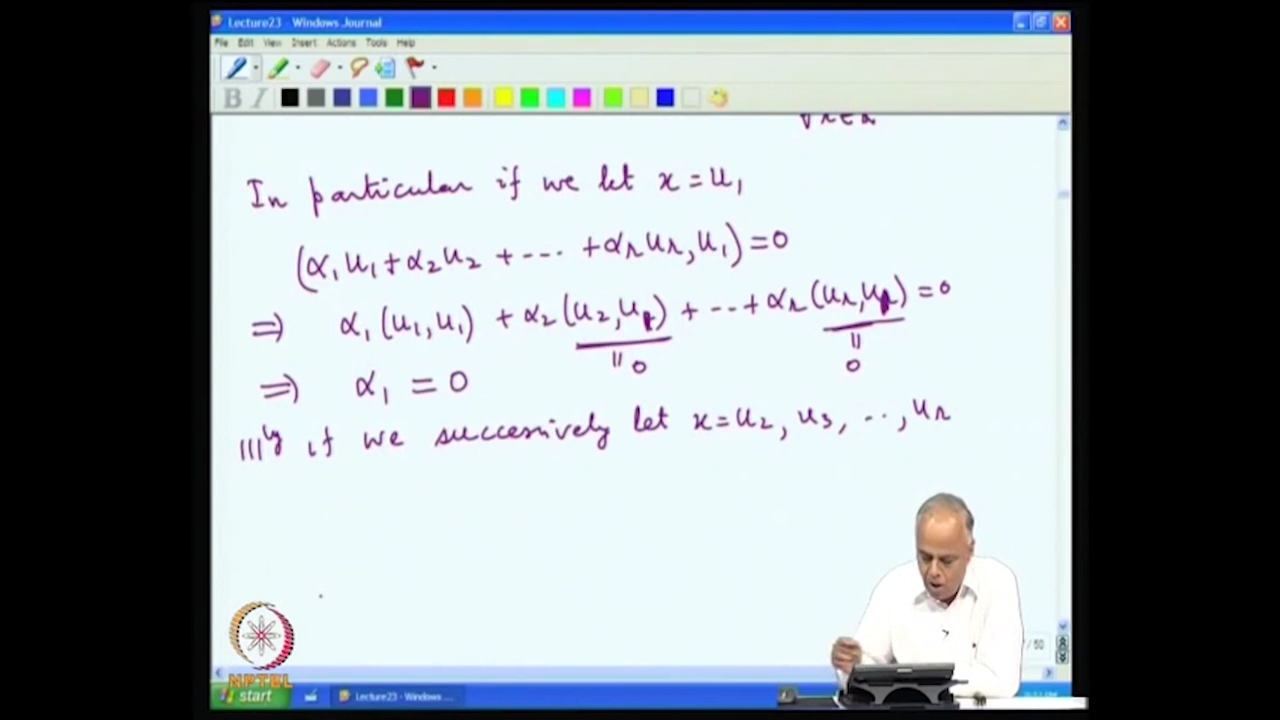 Lecture23 - Windows Journal
File Edit View Insert Actions Tools Help
B I
In particular if we let x = u₁
(α₁u₁ + α₂u₂ + --- + αᵣuᵣ, u₁) = 0
⇒ α₁(u₁,u₁) + α₂(u₂,u₁) + --- + αᵣ(uᵣ,u₁) = 0
|| 0 || 0
⇒ α₁ = 0
|||ly if we successively let x = u₂, u₃, ---, uᵣ
NPTEL
start Lecture23 - Windows ...